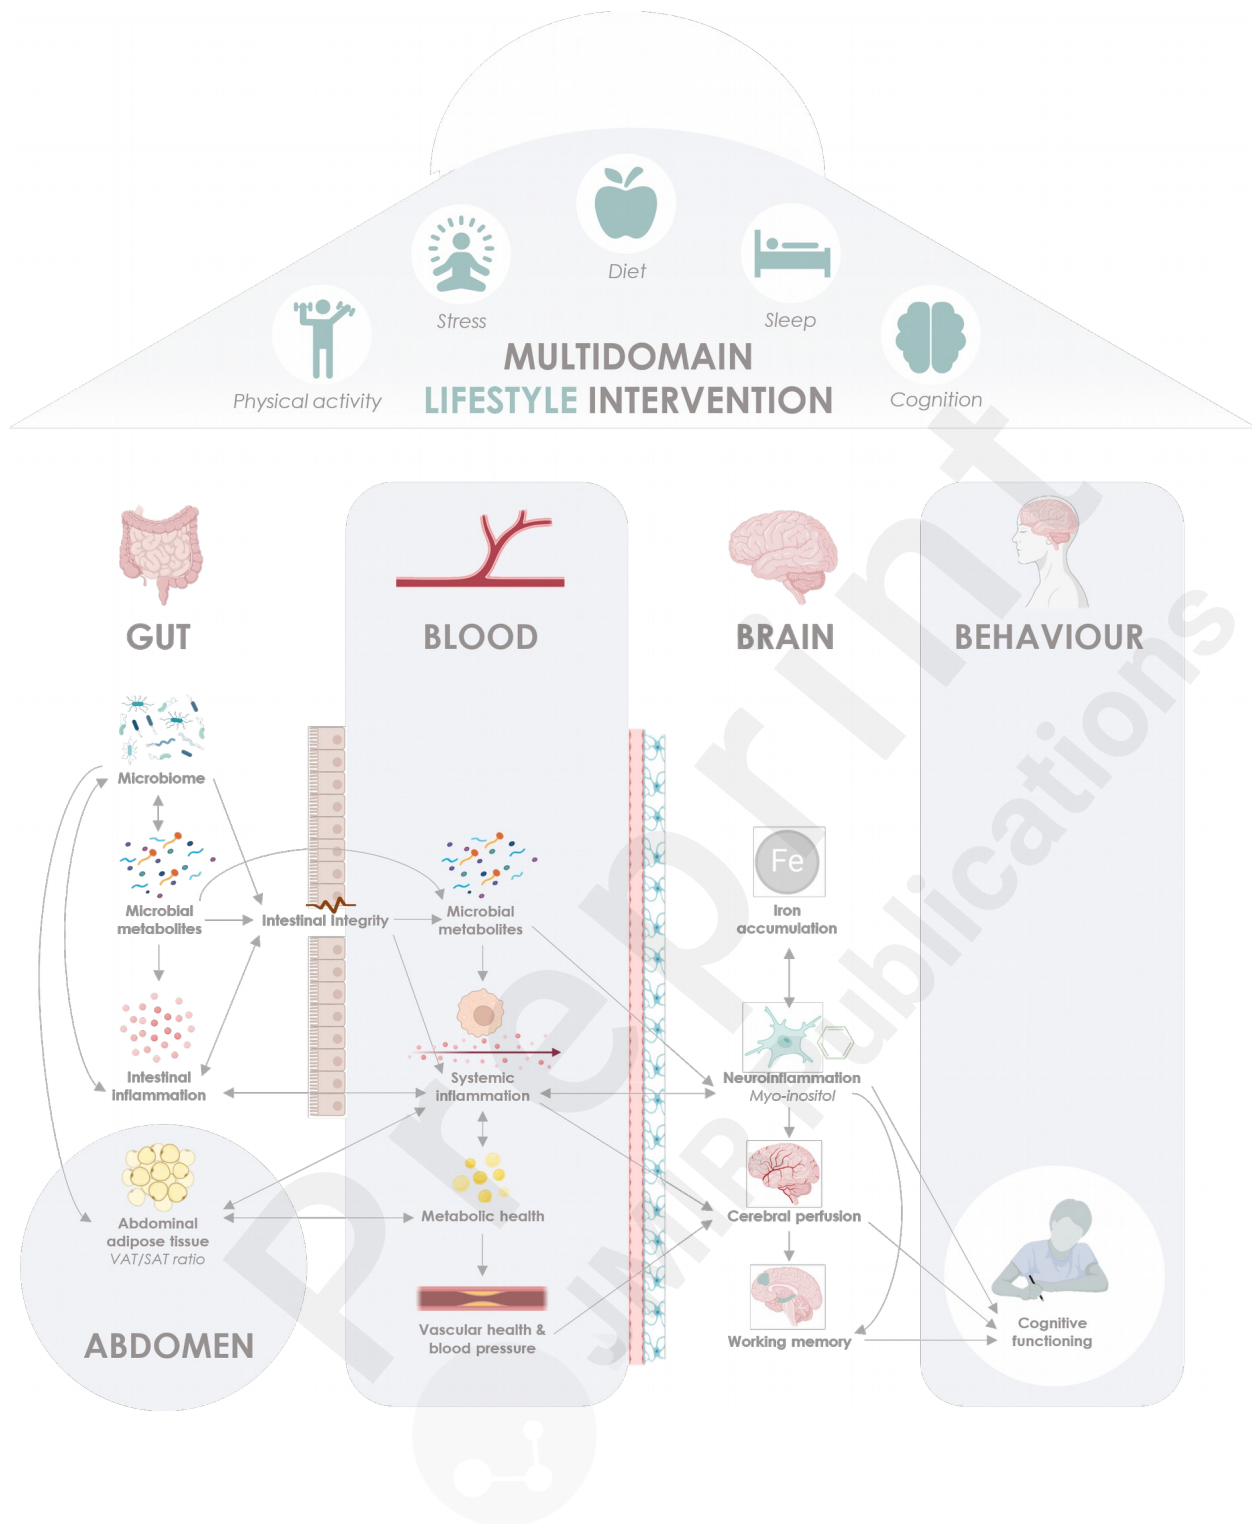 Diet
Stress
Sleep
Physical activity
Cognition
MULTIDOMAIN
LIFESTYLE INTERVENTION
GUT
BLOOD
BRAIN
BEHAVIOUR
Microbiome
Microbial
metabolites
Intestinal Integrity
Microbial
metabolites
Fe
Iron
accumulation
Intestinal
inflammation
Systemic
inflammation
Neuroinflammation
Myo-inositol
Abdominal
adipose tissue
VAT/SAT ratio
Metabolic health
Cerebral perfusion
Vascular health &
blood pressure
Working memory
Cognitive
functioning
ABDOMEN
Preprint
JMIR Publications